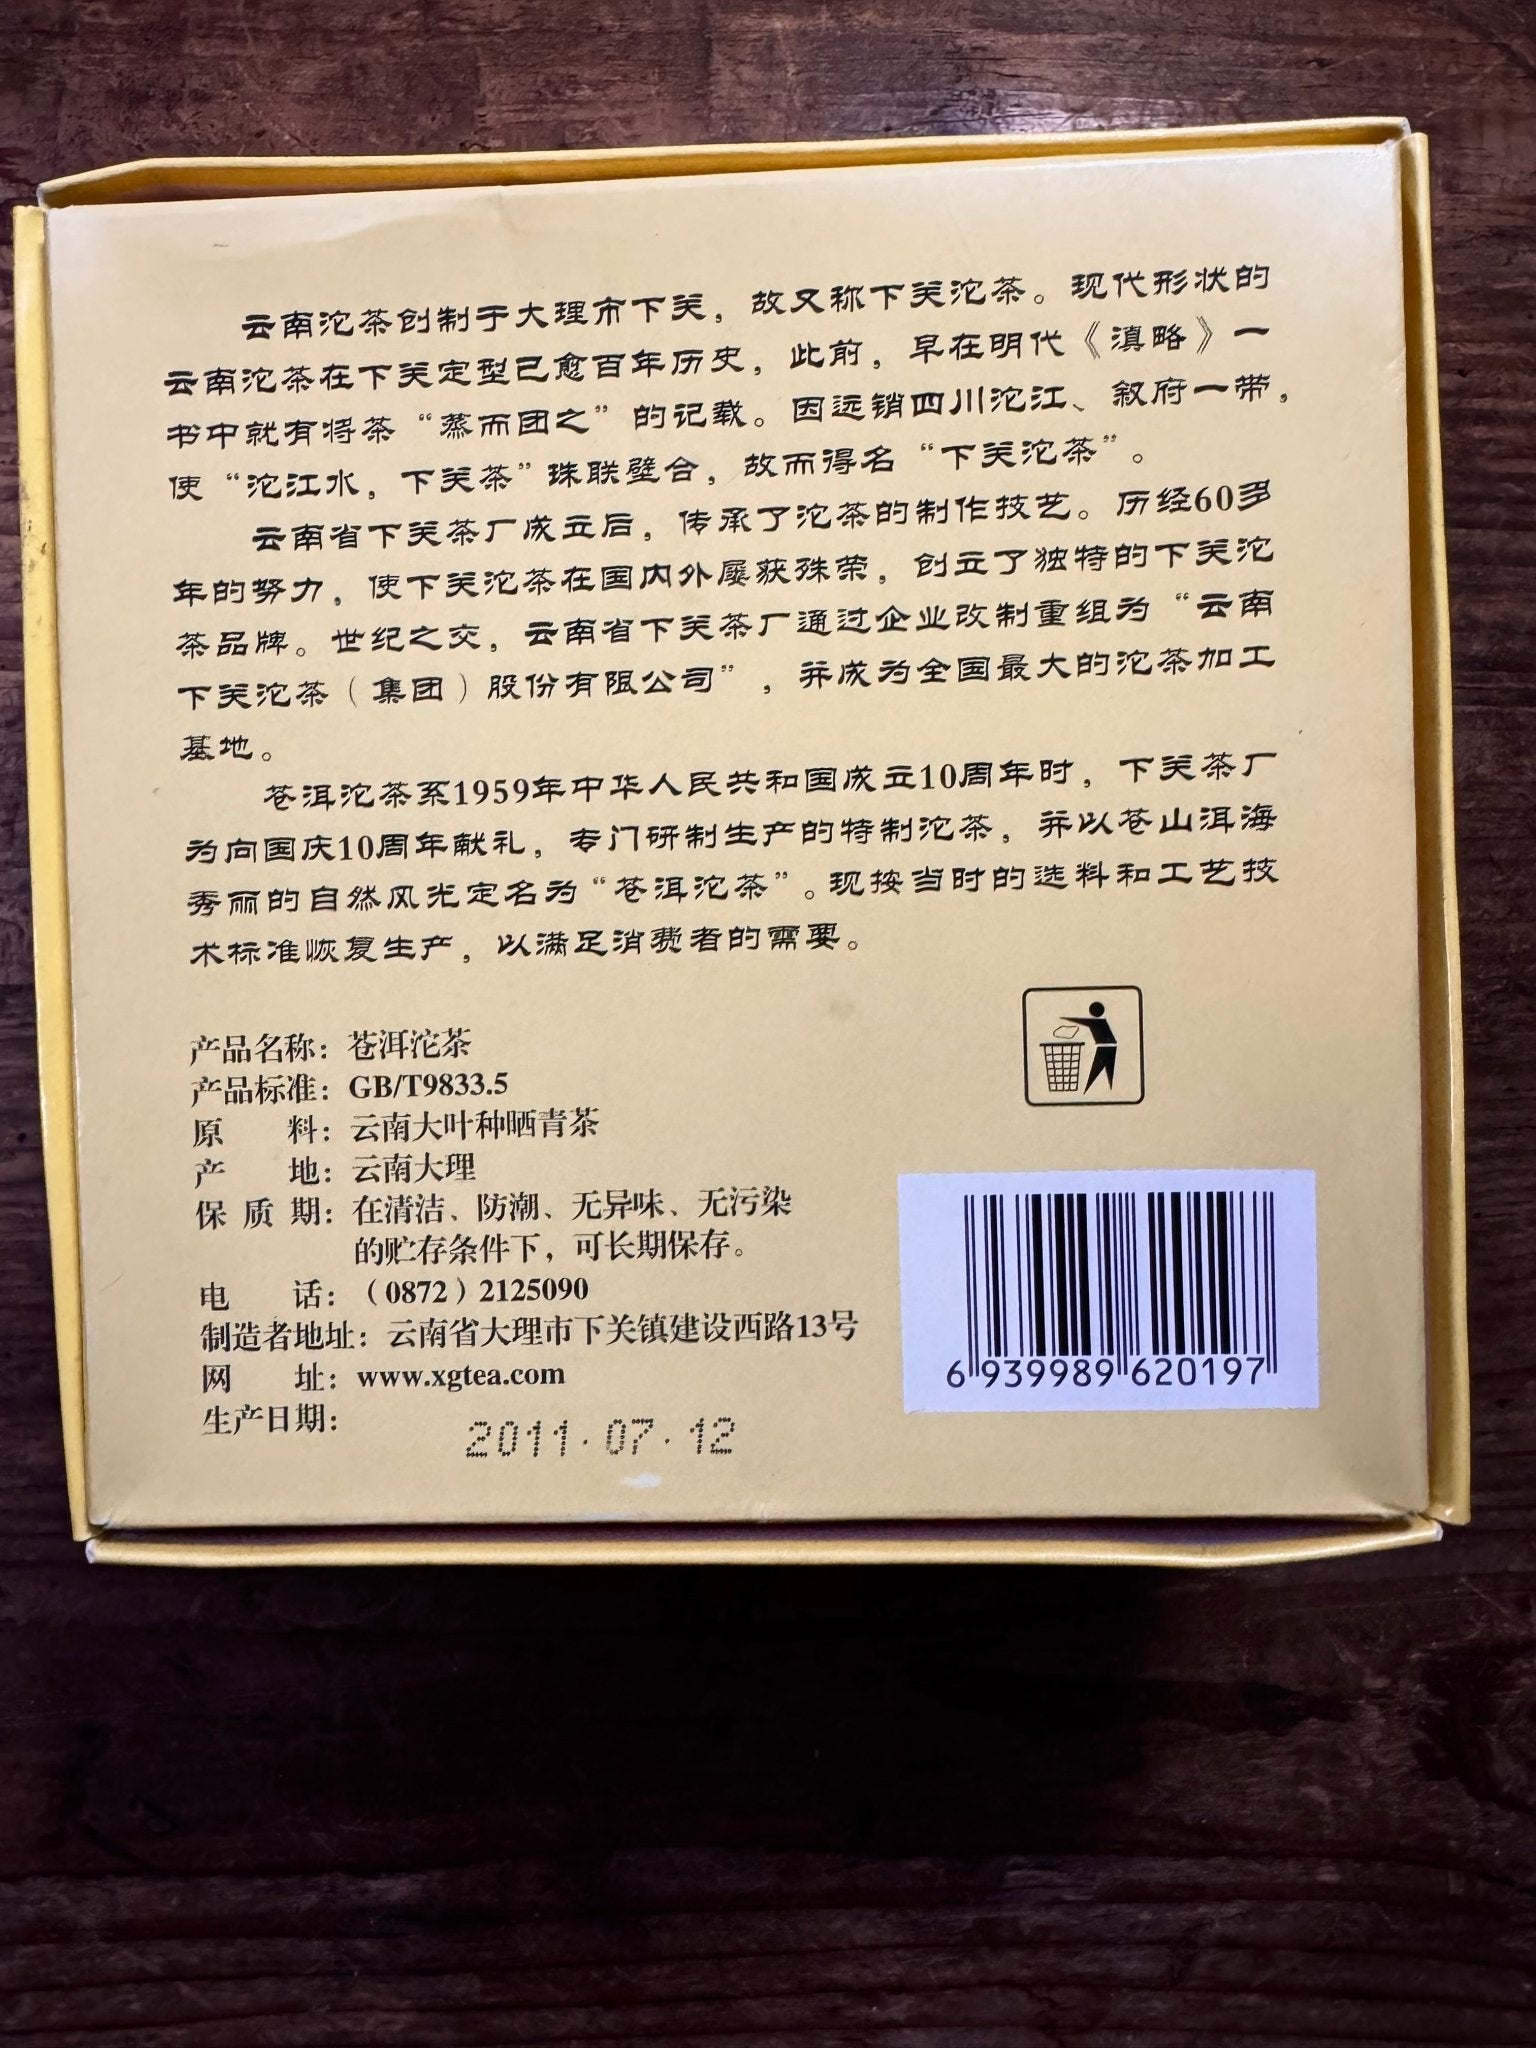 云南沱茶创制于大理市下关，故又称下关沱茶。现代形状的
云南沱茶在下关定型已愈百年历史，此前，早在明代《滇略》一
书中就有将茶“蒸而团之”的记载。因远销四川沱江、叙府一带，
使“沱江水，下关茶”珠联壁合，故而得名“下关沱茶”。
云南省下关茶厂成立后，传承了沱茶的制作技艺。历经60多
年的努力，使下关沱茶在国内外屡获殊荣，创立了独特的下关沱
茶品牌。世纪之交，云南省下关茶厂通过企业改制重组为“云南
下关沱茶（集团）股份有限公司”，并成为全国最大的沱茶加工
基地。
苍洱沱茶系1959年中华人民共和国成立10周年时，下关茶厂
为向国庆10周年献礼，专门研制生产的特制沱茶，并以苍山洱海
秀丽的自然风光定名为“苍洱沱茶”。现按当时的选料和工艺技
术标准恢复生产，以满足消费者的需要。
产品名称：苍洱沱茶
产品标准：GB/T9833.5
原 料：云南大叶种晒青茶
产 地：云南大理
保 质 期：在清洁、防潮、无异味、无污染
的贮存条件下，可长期保存。
电 话：（0872）2125090
制造者地址：云南省大理市下关镇建设西路13号
网 址：www.xgtea.com
生产日期：
2011.07.12
6 939989 620197